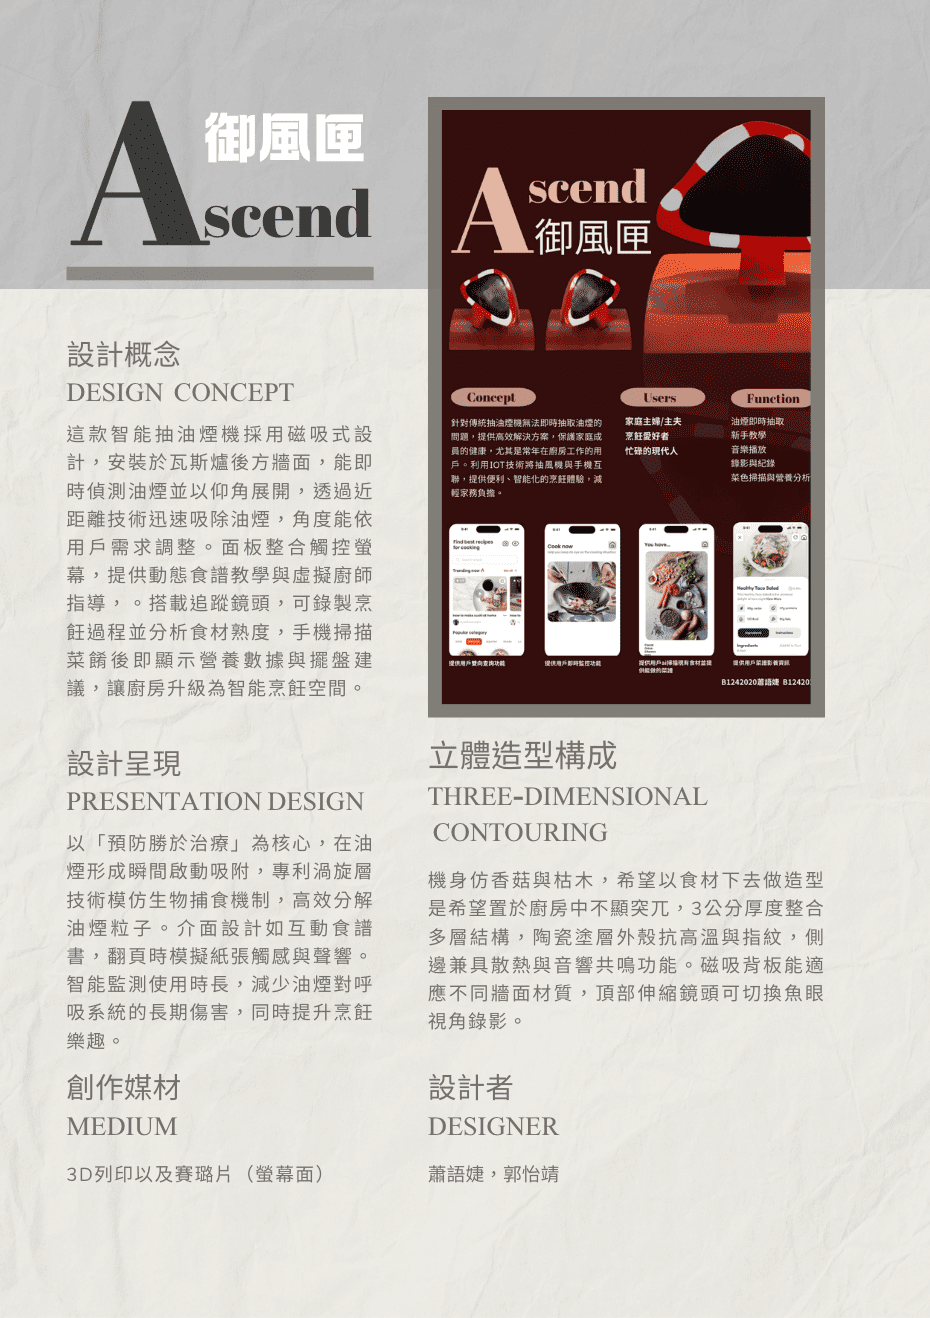 御風匣
Ascend
設計概念
DESIGN CONCEPT
這款智能抽油煙機採用磁吸式設
計，安裝於瓦斯爐後方牆面，能即
時偵測油煙並以仰角展開，透過近
距離技術迅速吸除油煙，角度能依
用戶需求調整。面板整合觸控螢
幕，提供動態食譜教學與虛擬廚師
指導，。搭載追蹤鏡頭，可錄製烹
飪過程並分析食材熟度，手機掃描
菜餚後即顯示營養數據與擺盤建
議，讓廚房升級為智能烹飪空間。
設計呈現
PRESENTATION DESIGN
以「預防勝於治療」為核心，在油
煙形成瞬間啟動吸附，專利渦旋層
技術模仿生物捕食機制，高效分解
油煙粒子。介面設計如互動食譜
書，翻頁時模擬紙張觸感與聲響。
智能監測使用時長，減少油煙對呼
吸系統的長期傷害，同時提升烹飪
樂趣。
創作媒材
MEDIUM
3D列印以及賽璐片（螢幕面）
Ascend
御風匣
Concept
針對傳統抽油煙機無法即時抽取油煙的
問題，提供高效解決方案，保護家庭成
員的健康，尤其是常年在廚房工作的用
戶。利用IOT技術將抽風機與手機互
聯，提供便利、智能化的烹飪體驗，減
輕家務負擔。
Users
家庭主婦/主夫
烹飪愛好者
忙碌的現代人
Function
油煙即時抽取
新手教學
音樂播放
錄影與紀錄
菜色掃描與營養分析
Find best recipes
for cooking
Trending now
Popular category
提供用戶雙向查詢功能
Cook now
提供用戶即時監控功能
You have...
提供用戶ai掃描現有食材並提
供能做的菜譜
Healthy Taco Salad
Ingredients
提供用戶菜譜影養資訊
B1242020蕭語婕 B12420
立體造型構成
THREE-DIMENSIONAL
CONTOURING
機身仿香菇與枯木，希望以食材下去做造型
是希望置於廚房中不顯突兀，3公分厚度整合
多層結構，陶瓷塗層外殼抗高溫與指紋，側
邊兼具散熱與音響共鳴功能。磁吸背板能適
應不同牆面材質，頂部伸縮鏡頭可切換魚眼
視角錄影。
設計者
DESIGNER
蕭語婕，郭怡靖